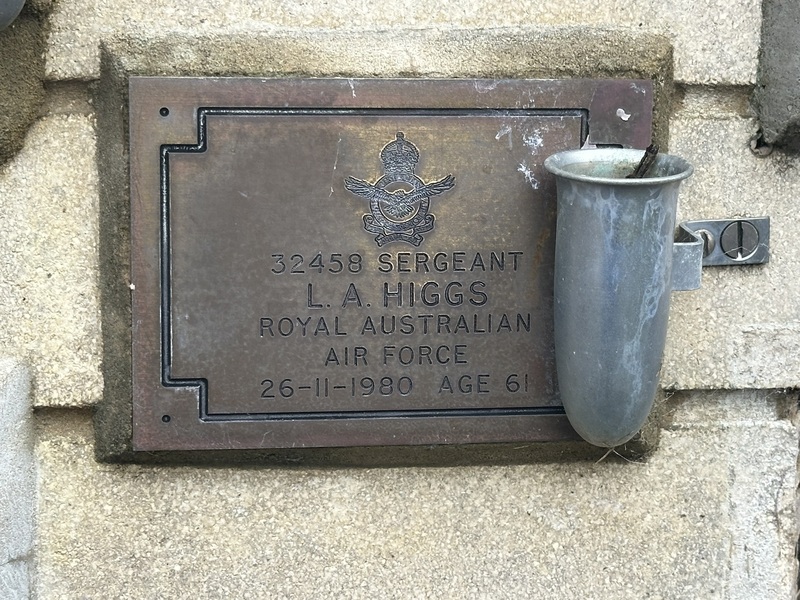 32458 SERGEANT
L. A. HIGGS
ROYAL AUSTRALIAN
AIR FORCE
26-11-1980 AGE 61